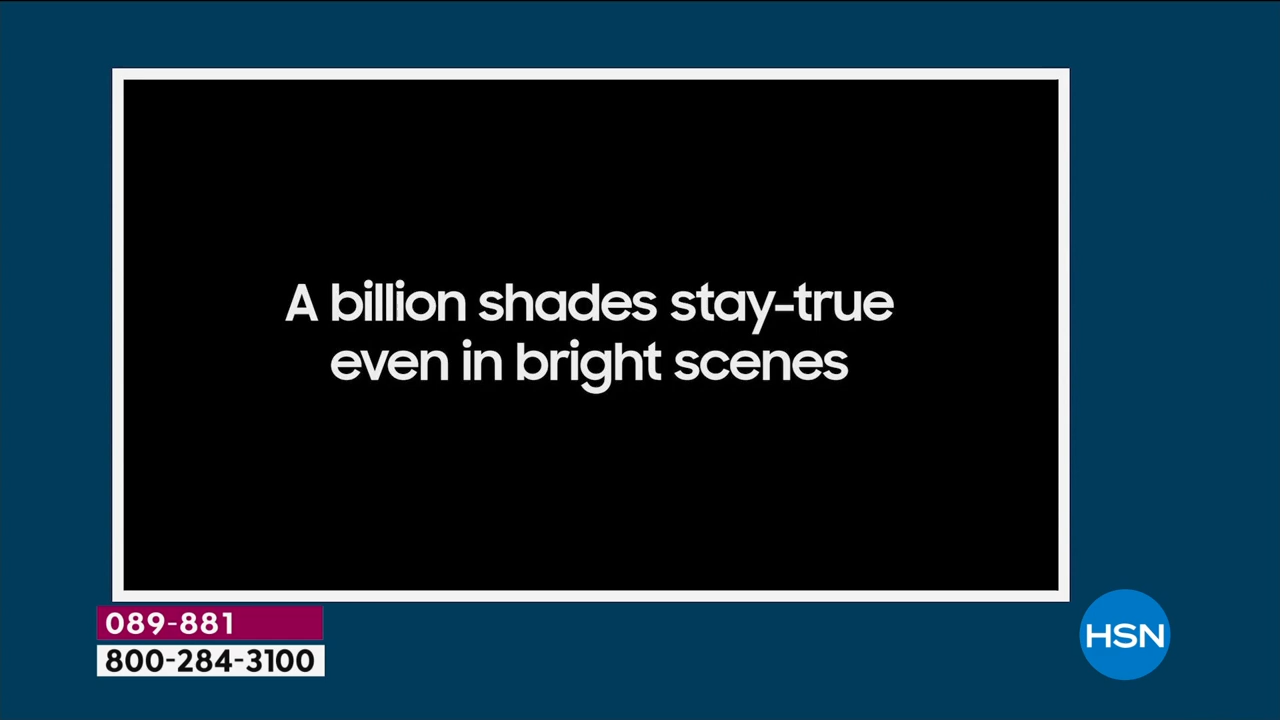 A billion shades stay-true
even in bright scenes
089-881
800-284-3100
HSN